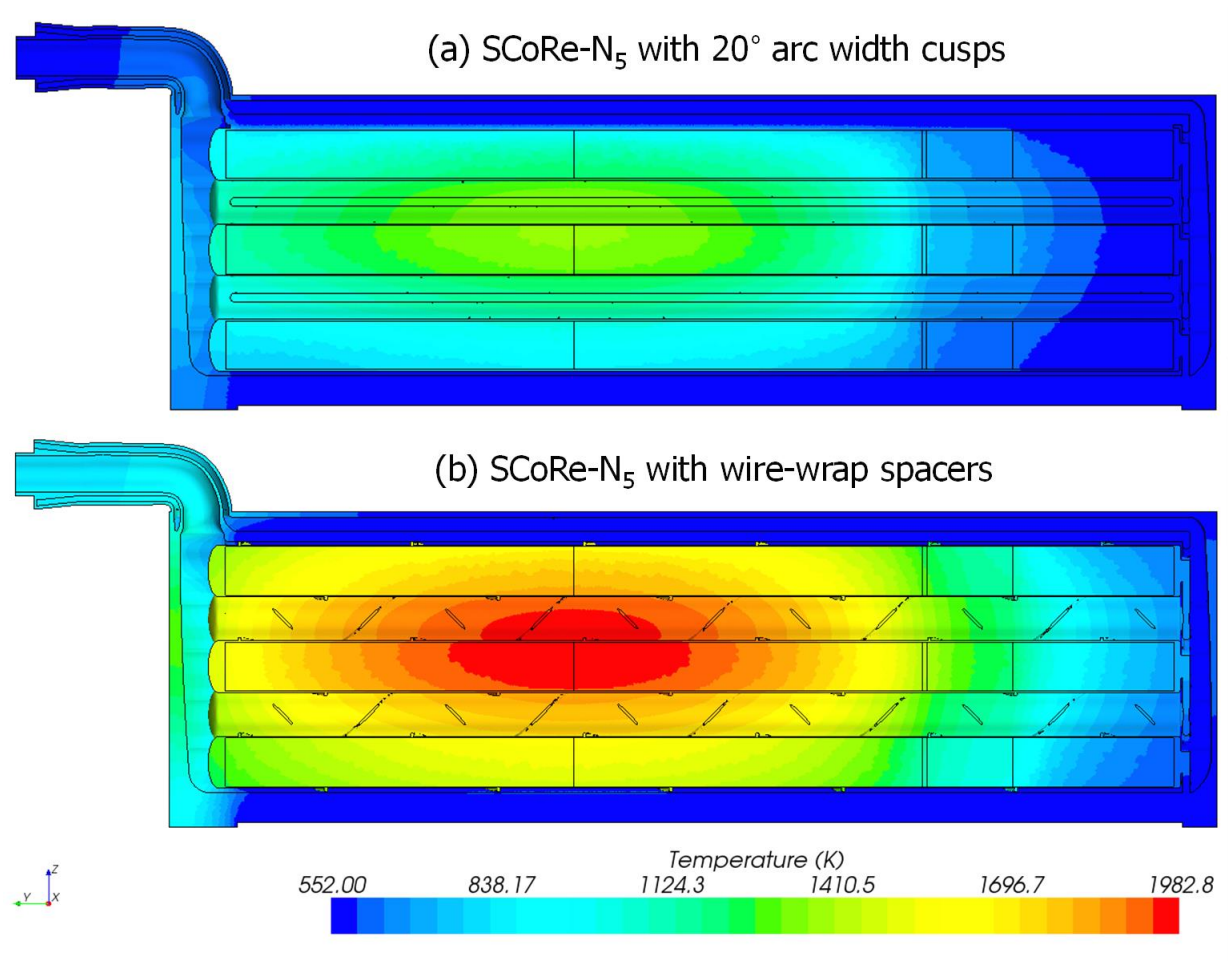 (a) SCoRe-N₅ with 20° arc width cusps
(b) SCoRe-N₅ with wire-wrap spacers
Temperature (K)
552.00 838.17 1124.3 1410.5 1696.7 1982.8
Z
Y X